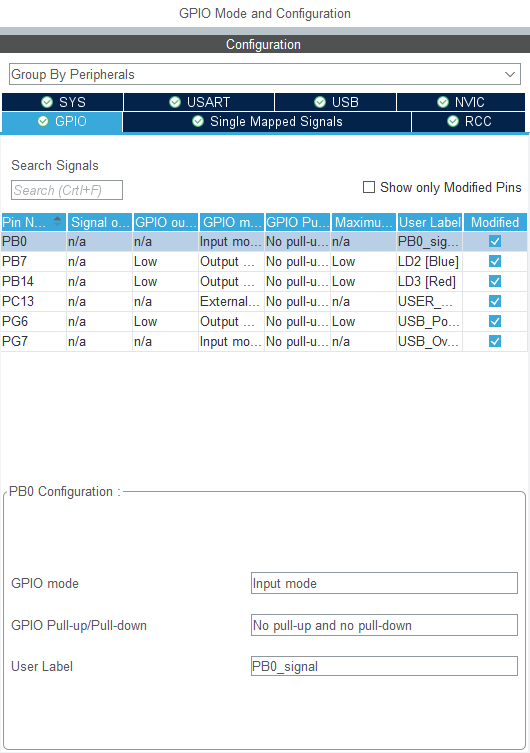 GPIO Mode and Configuration
Configuration
Group By Peripherals
SYS USART USB NVIC
GPIO Single Mapped Signals RCC
Search Signals
Search (CrtI+F)
Show only Modified Pins
Pin N... Signal o... GPIO ou... GPIO m... GPIO Pu... Maximu... User Label Modified
PB0 n/a n/a Input mo... No pull-u... n/a PB0_sig...
PB7 n/a Low Output ... No pull-u... Low LD2 [Blue]
PB14 n/a Low Output ... No pull-u... Low LD3 [Red]
PC13 n/a n/a External... No pull-u... n/a USER_...
PG6 n/a Low Output ... No pull-u... Low USB_Po...
PG7 n/a n/a Input mo... No pull-u... n/a USB_Ov...
PB0 Configuration :
GPIO mode Input mode
GPIO Pull-up/Pull-down No pull-up and no pull-down
User Label PB0_signal